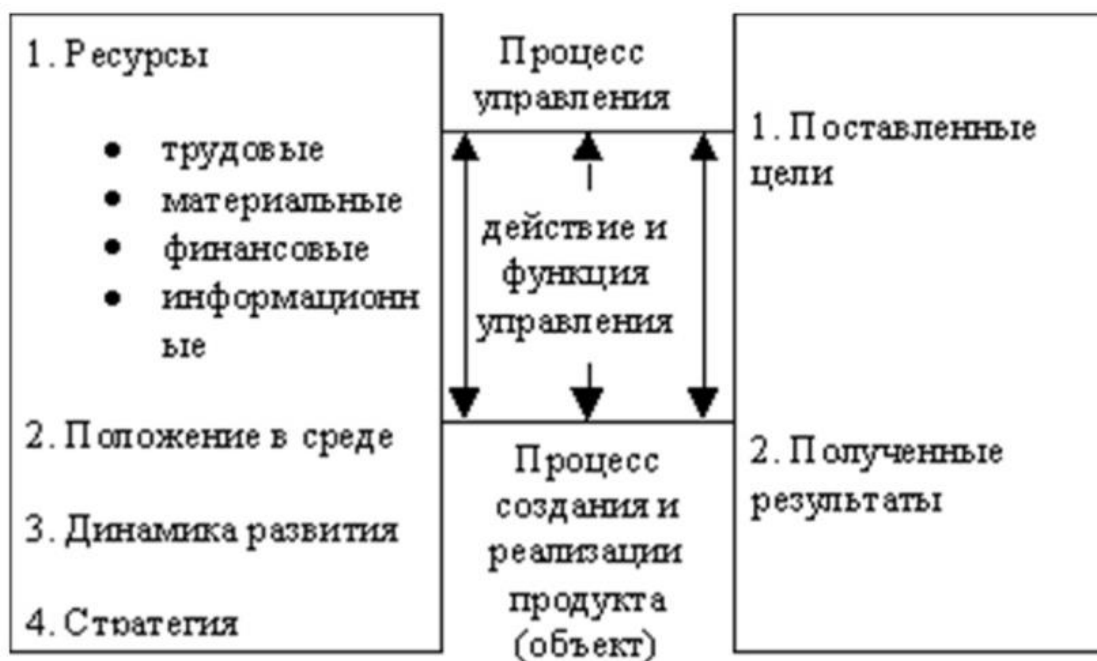 1. Ресурсы
● трудовые
● материальные
● финансовые
● информационн
ые
2. Положение в среде
3. Динамика развития
4. Стратегия
Процесс
управления
действие и
функция
управления
Процесс
создания и
реализации
продукта
(объект)
1. Поставленные
цели
2. Полученные
результаты